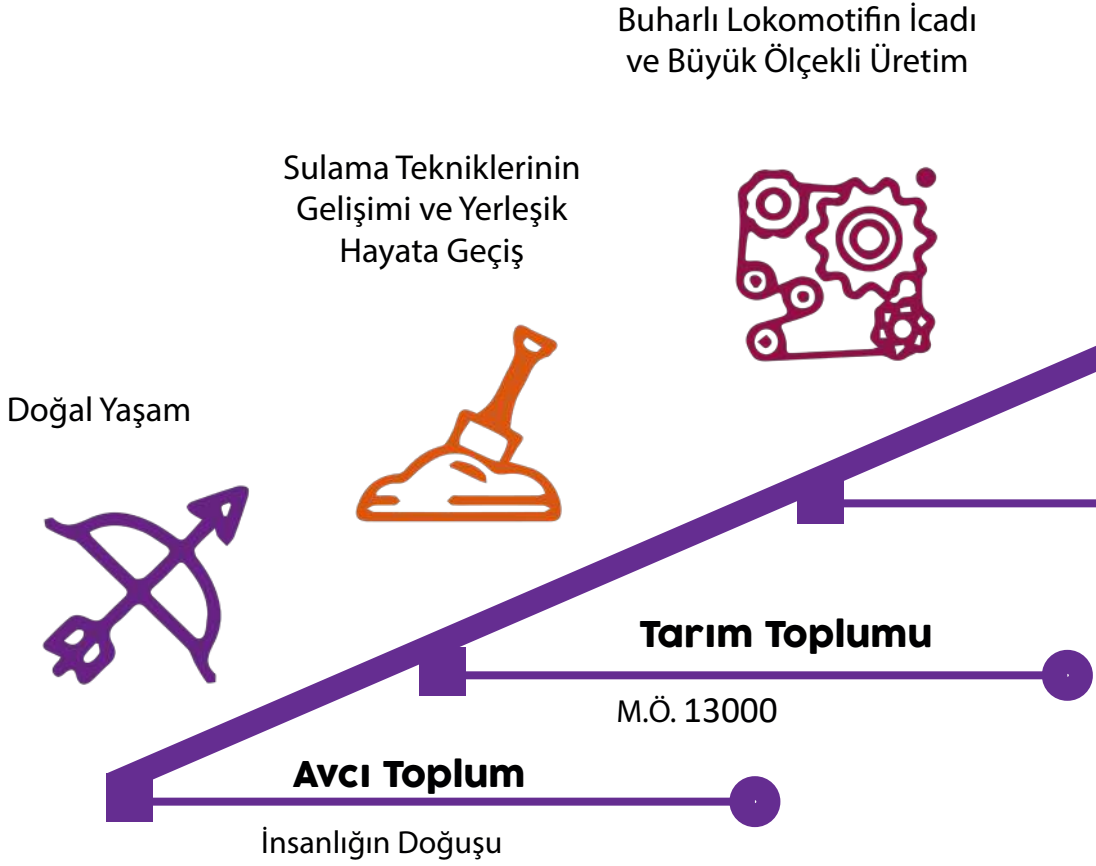 Buharlı Lokomotifin İcadı
ve Büyük Ölçekli Üretim
Sulama Tekniklerinin
Gelişimi ve Yerleşik
Hayata Geçiş
Doğal Yaşam
Tarım Toplumu
M.Ö. 13000
Avcı Toplum
İnsanlığın Doğuşu